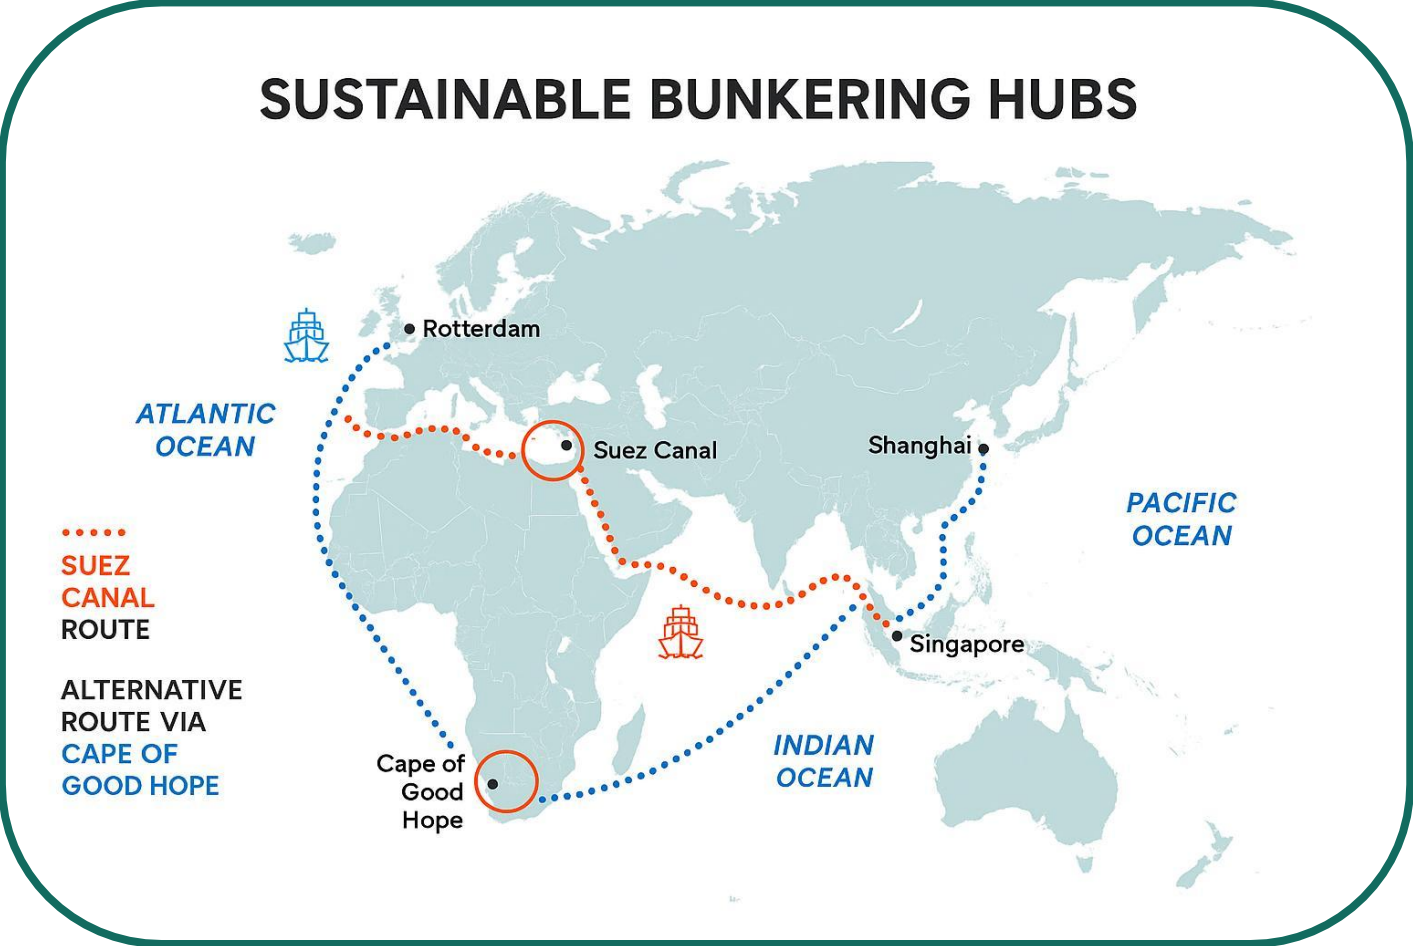 SUSTAINABLE BUNKERING HUBS
Rotterdam
ATLANTIC
OCEAN
Suez Canal
Shanghai
PACIFIC
OCEAN
SUEZ
CANAL
ROUTE
Singapore
ALTERNATIVE
ROUTE VIA
CAPE OF
GOOD HOPE
Cape of
Good
Hope
INDIAN
OCEAN